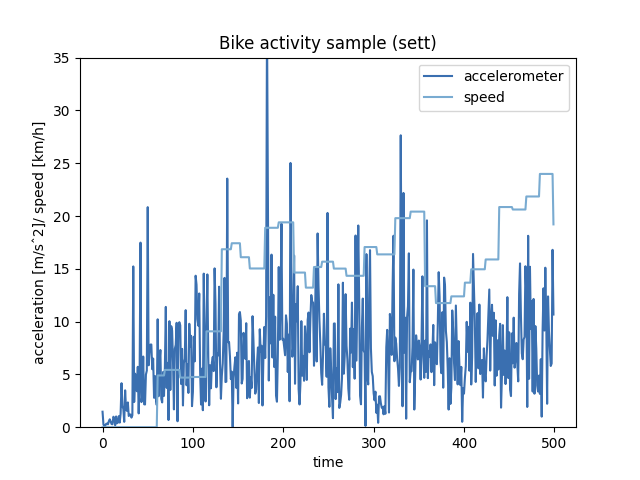 Bike activity sample (sett)
accelerometer
speed
35
30
25
20
15
10
5
0
acceleration [m/s^2]/ speed [km/h]
0 100 200 300 400 500
time